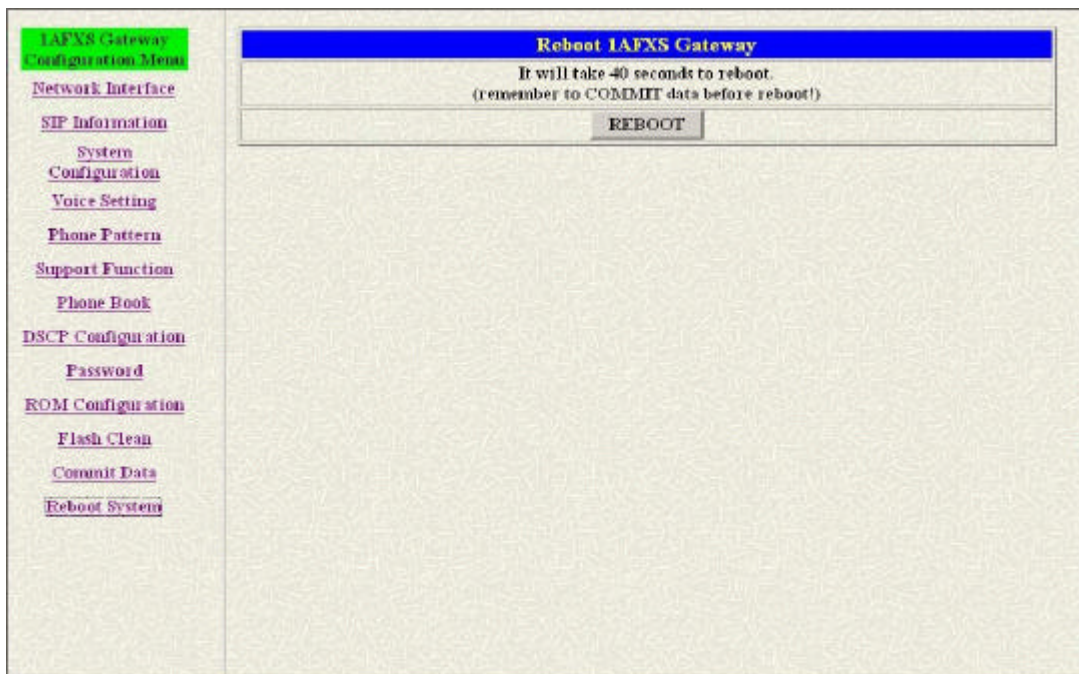 1AFXS Gateway
Configuration Menu
Network Interface
SIP Information
System
Configuration
Voice Setting
Phone Pattern
Support Function
Phone Book
DSCP Configuration
Password
ROM Configuration
Flash Clean
Commit Data
Reboot System
Reboot 1AFXS Gateway
It will take 40 seconds to reboot.
(remember to COMMIT data before reboot!)
REBOOT